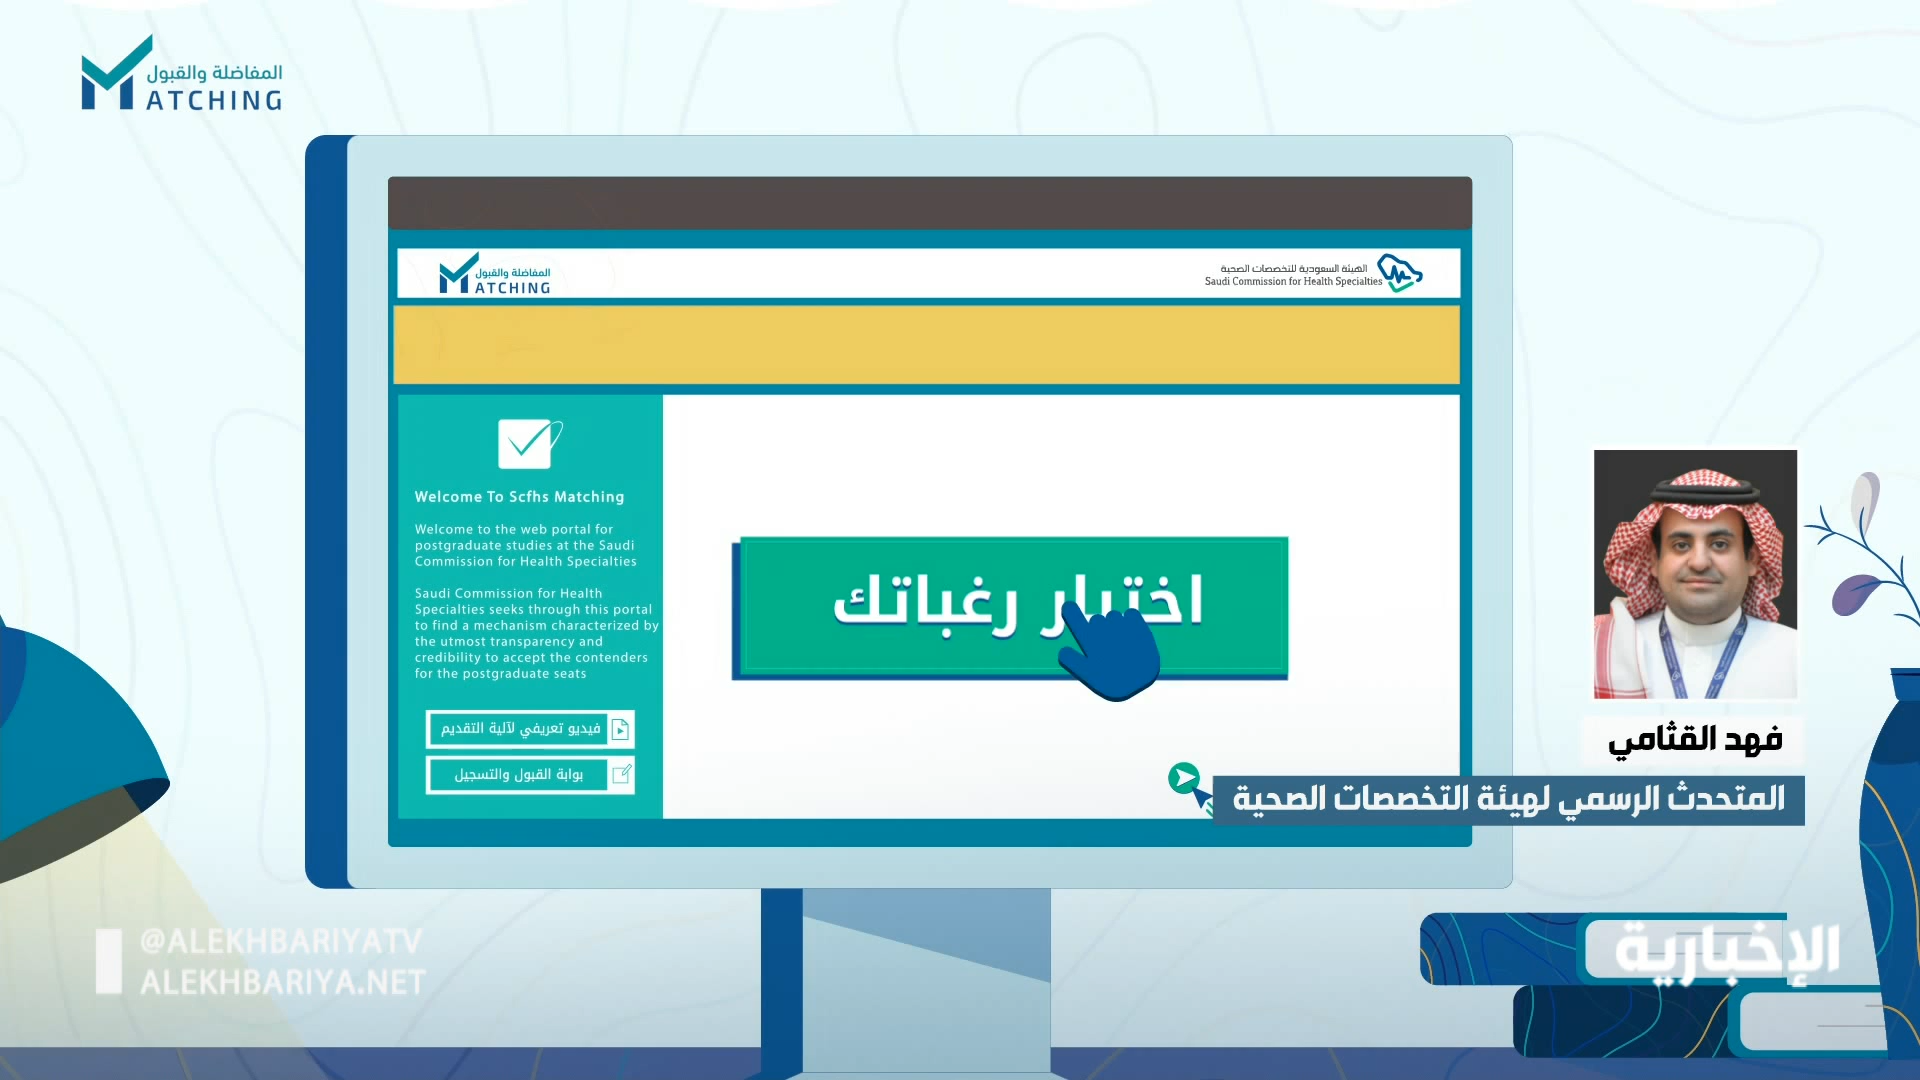 المفاضلة والقبول
MATCHING
المفاضلة والقبول
MATCHING
الهيئة السعودية للتخصصات الصحية
Saudi Commission for Health Specialties
Welcome To Scfhs Matching
Welcome to the web portal for
postgraduate studies at the Saudi
Commission for Health Specialties
Saudi Commission for Health
Specialties seeks through this portal
to find a mechanism characterized by
the utmost transparency and
credibility to accept the contenders
for the postgraduate seats
فيديو تعريفي لآلية التقديم
بوابة القبول والتسجيل
اختيار رغباتك
فهد القثامي
المتحدث الرسمي لهيئة التخصصات الصحية
@ALEKHBARIYATV
ALEKHBARIYA.NET
الإخبارية